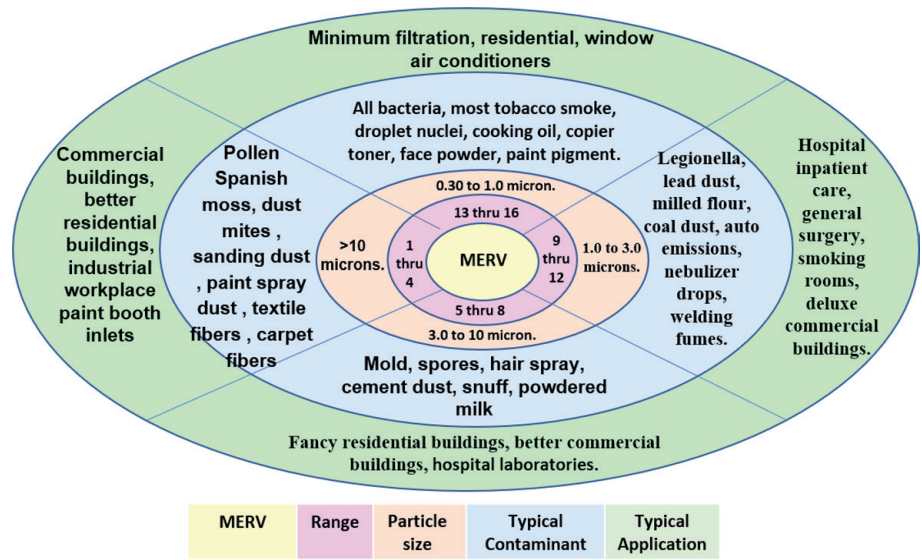 Minimum filtration, residential, window
air conditioners
All bacteria, most tobacco smoke,
droplet nuclei, cooking oil, copier
toner, face powder, paint pigment.
0.30 to 1.0 micron.
13 thru 16
Commercial
buildings,
better
residential
buildings,
industrial
workplace
paint booth
inlets
Pollen
Spanish
moss, dust
mites ,
sanding dust
, paint spray
dust , textile
fibers , carpet
fibers
>10
microns.
1
thru
4
MERV
9
thru
12
1.0 to 3.0
microns.
Legionella,
lead dust,
milled flour,
coal dust, auto
emissions,
nebulizer
drops,
welding
fumes.
Hospital
inpatient
care,
general
surgery,
smoking
rooms,
deluxe
commercial
buildings.
5 thru 8
3.0 to 10 micron.
Mold, spores, hair spray,
cement dust, snuff, powdered
milk
Fancy residential buildings, better commercial
buildings, hospital laboratories.
MERV
Range
Particle
size
Typical
Contaminant
Typical
Application